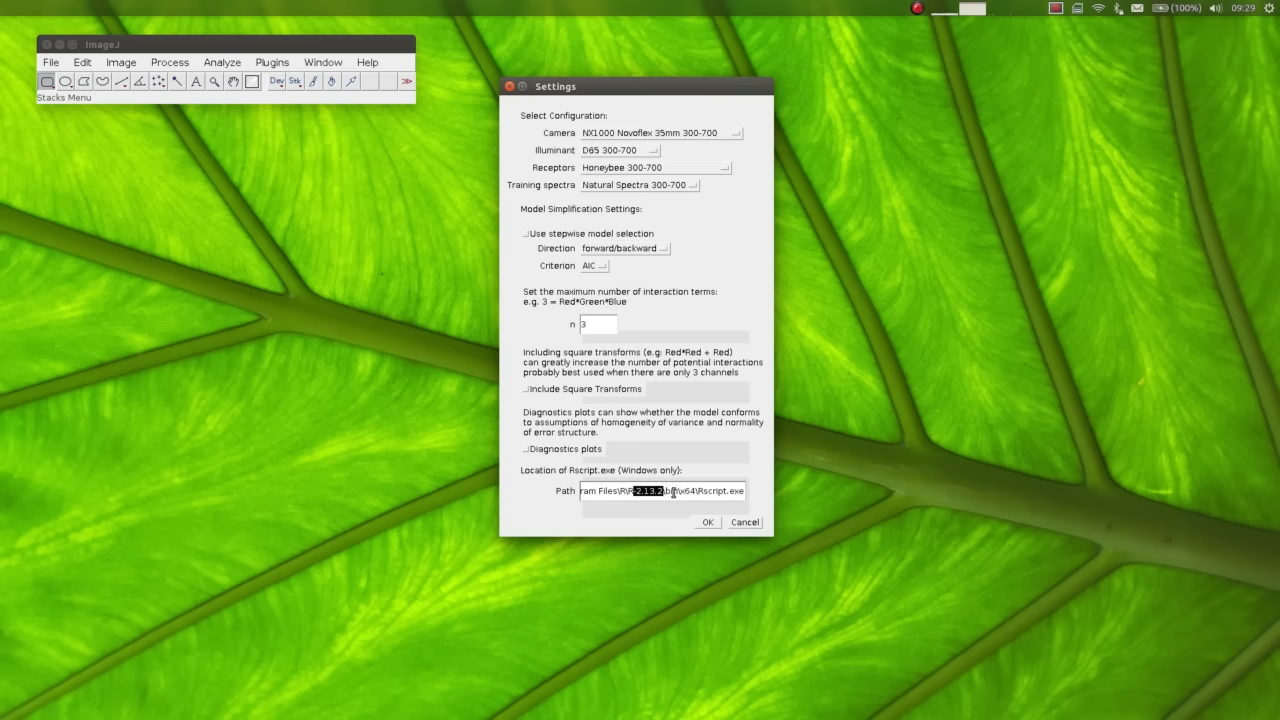 (100%)
09:29
ImageJ
File Edit Image Process Analyze Plugins Window Help
A Dev Stk ≫
Stacks Menu
Settings
Select Configuration:
Camera NX1000 Novoflex 35mm 300-700
Illuminant D65 300-700
Receptors Honeybee 300-700
Training spectra Natural Spectra 300-700
Model Simplification Settings:
Use stepwise model selection
Direction forward/backward
Criterion AIC
Set the maximum number of interaction terms:
e.g. 3 = Red*Green*Blue
n 3
Including square transforms (e.g: Red*Red + Red)
can greatly increase the number of potential interactions
probably best used when there are only 3 channels
Include Square Transforms
Diagnostics plots can show whether the model conforms
to assumptions of homogeneity of variance and normality
of error structure.
Diagnostics plots
Location of Rscript.exe (Windows only):
Path ram Files\R\R-2.13.2\bin\x64\Rscript.exe
OK Cancel